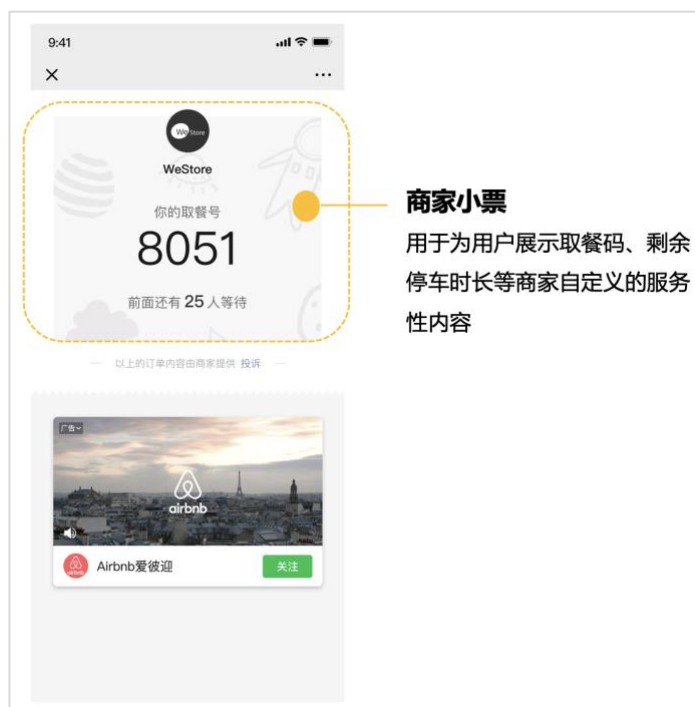 9:41
We Store
WeStore
你的取餐号
8051
前面还有 25 人等待
以上的订单内容由商家提供 投诉
商家小票
用于为用户展示取餐码、剩余
停车时长等商家自定义的服务
性内容
广告
airbnb
airbnb
Airbnb爱彼迎
关注